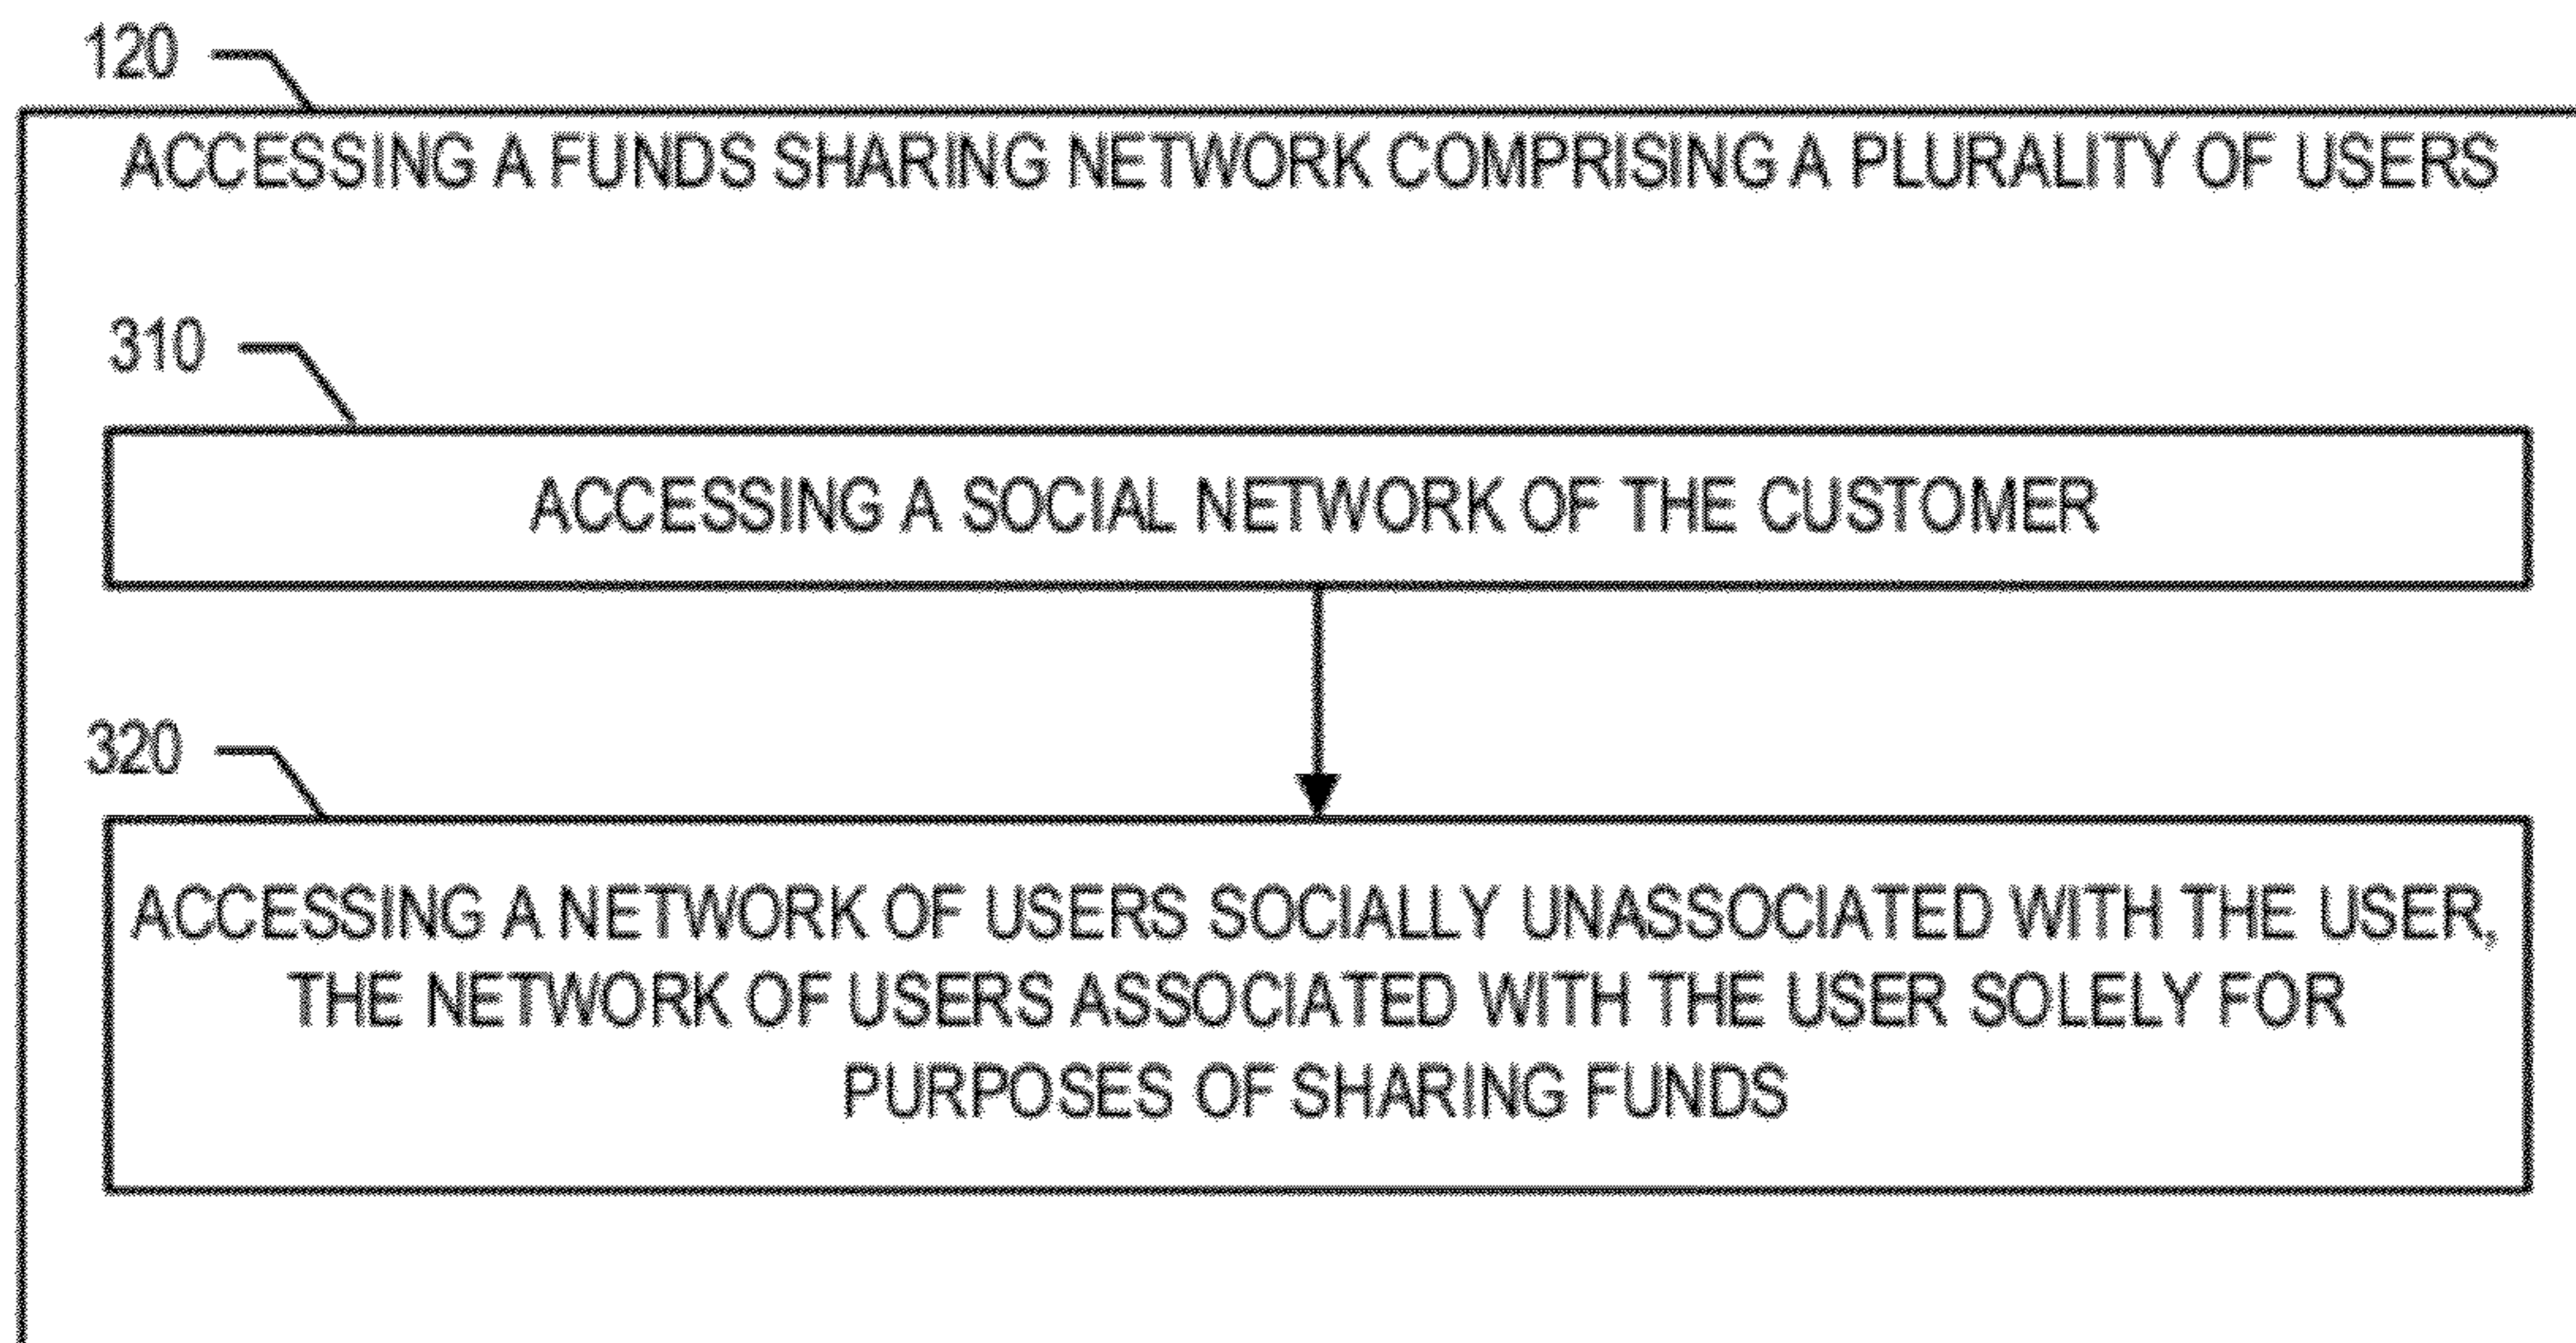 120
ACCESSING A FUNDS SHARING NETWORK COMPRISING A PLURALITY OF USERS
310
ACCESSING A SOCIAL NETWORK OF THE CUSTOMER
320
ACCESSING A NETWORK OF USERS SOCIALLY UNASSOCIATED WITH THE USER,
THE NETWORK OF USERS ASSOCIATED WITH THE USER SOLELY FOR
PURPOSES OF SHARING FUNDS